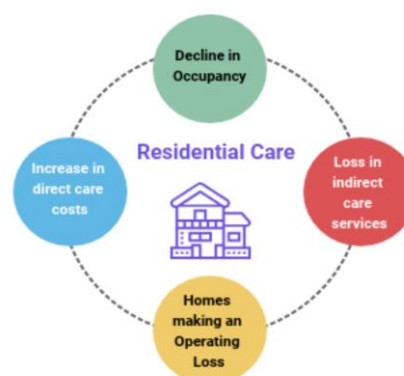 Decline in
Occupancy
Residential Care
Increase in
direct care
costs
Loss in
indirect
care
services
Homes
making an
Operating
Loss